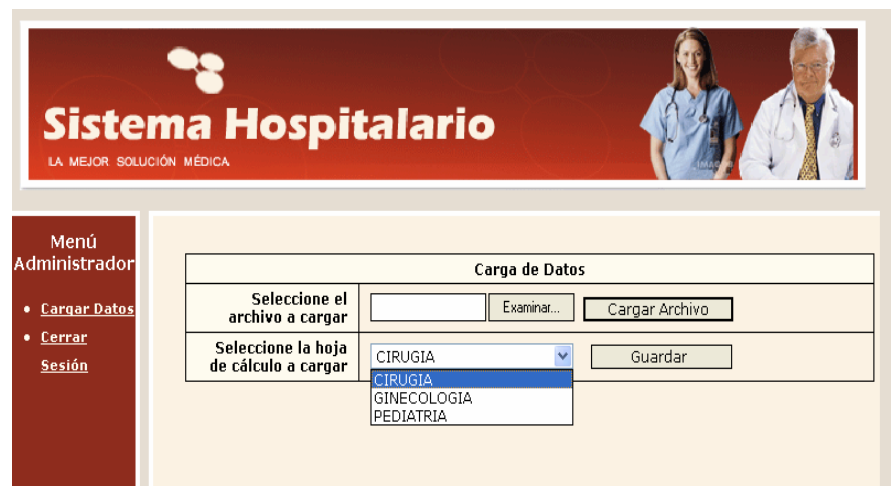 Sistema Hospitalario
LA MEJOR SOLUCIÓN MÉDICA
Menú
Administrador
• Cargar Datos
• Cerrar
Sesión
Carga de Datos
Seleccione el
archivo a cargar
Examinar...
Cargar Archivo
Seleccione la hoja
de cálculo a cargar
CIRUGIA
Guardar
CIRUGIA
GINECOLOGIA
PEDIATRIA